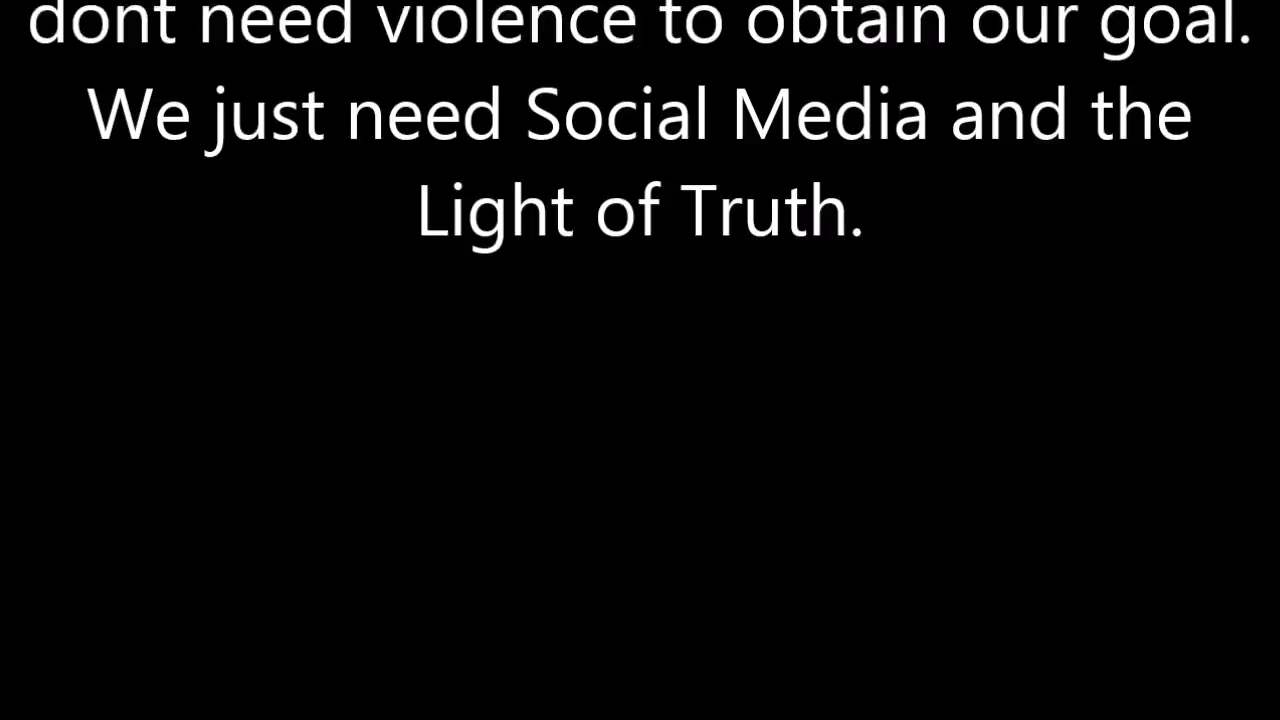 dont need violence to obtain our goal.
We just need Social Media and the
Light of Truth.